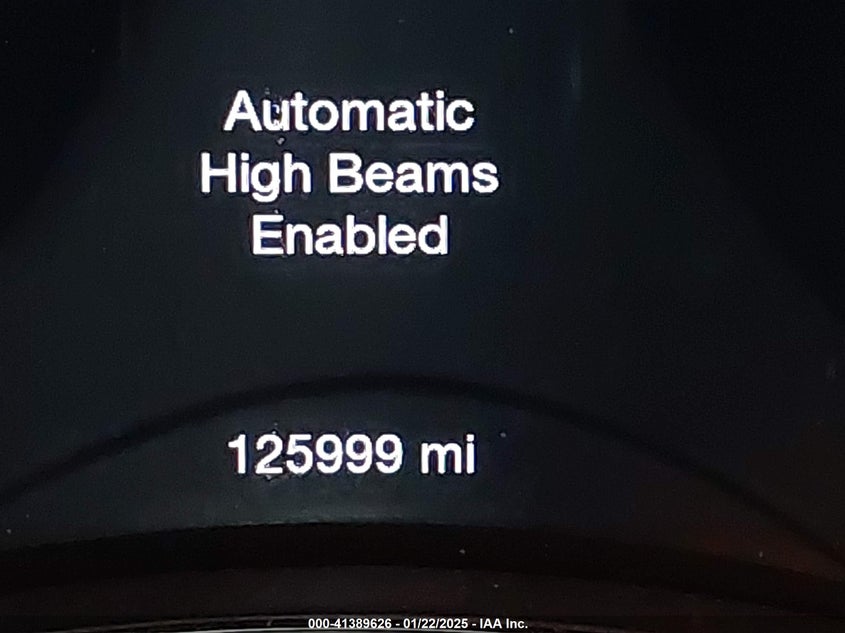 Automatic
High Beams
Enabled
125999 mi
000-41389626 - 01/22/2025 - IAA Inc.